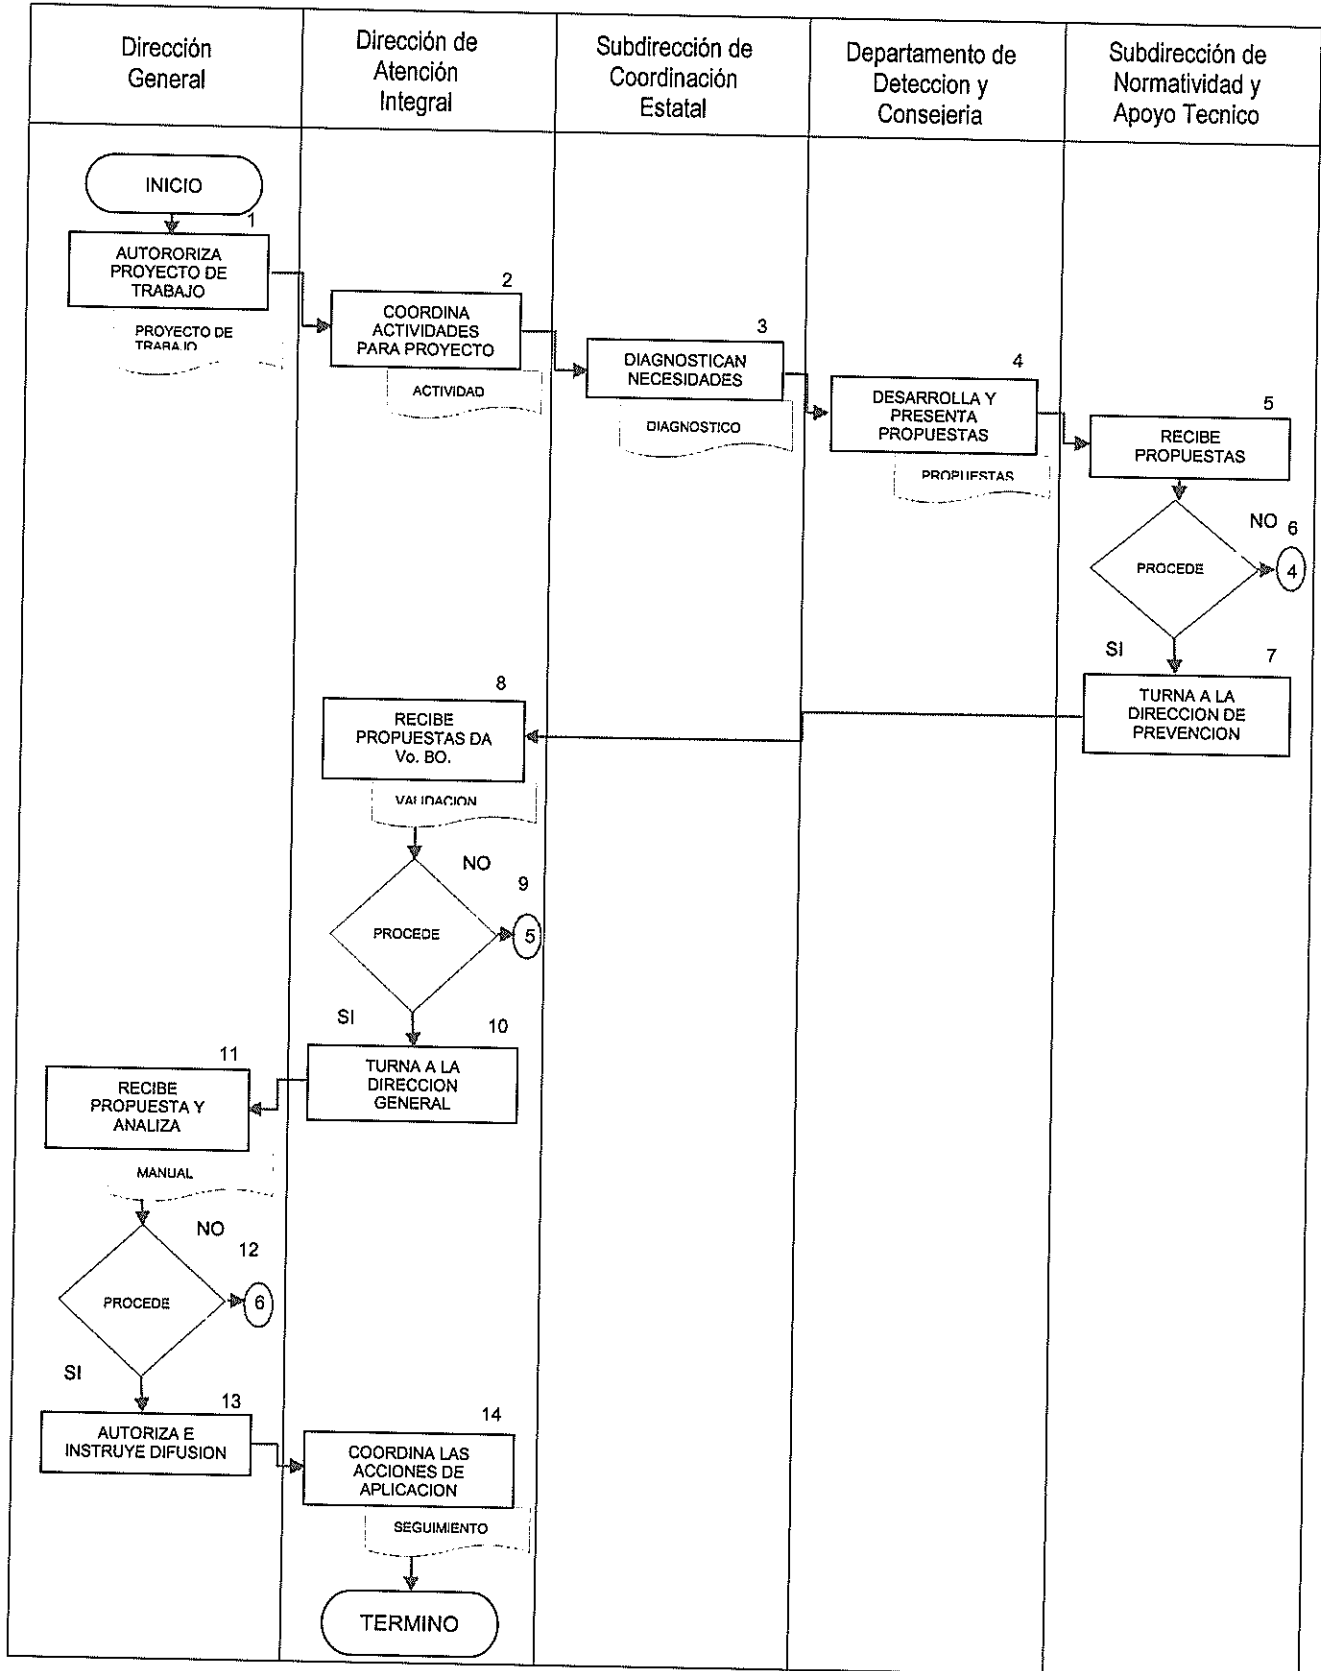 Dirección
General
Dirección de
Atención
Integral
Subdirección de
Coordinación
Estatal
Departamento de
Deteccion y
Consejeria
Subdirección de
Normatividad y
Apoyo Tecnico
INICIO
1
AUTORORIZA
PROYECTO DE
TRABAJO
PROYECTO DE
TRABAJO
2
COORDINA
ACTIVIDADES
PARA PROYECTO
ACTIVIDAD
3
DIAGNOSTICAN
NECESIDADES
DIAGNOSTICO
4
DESARROLLA Y
PRESENTA
PROPUESTAS
PROPUESTAS
5
RECIBE
PROPUESTAS
PROCEDE
NO 6
4
SI
7
TURNA A LA
DIRECCION DE
PREVENCION
8
RECIBE
PROPUESTAS DA
Vo. BO.
VALIDACION
PROCEDE
NO
9
5
SI
10
TURNA A LA
DIRECCION
GENERAL
11
RECIBE
PROPUESTA Y
ANALIZA
MANUAL
PROCEDE
NO
12
6
SI
13
AUTORIZA E
INSTRUYE DIFUSION
14
COORDINA LAS
ACCIONES DE
APLICACION
SEGUIMIENTO
TERMINO